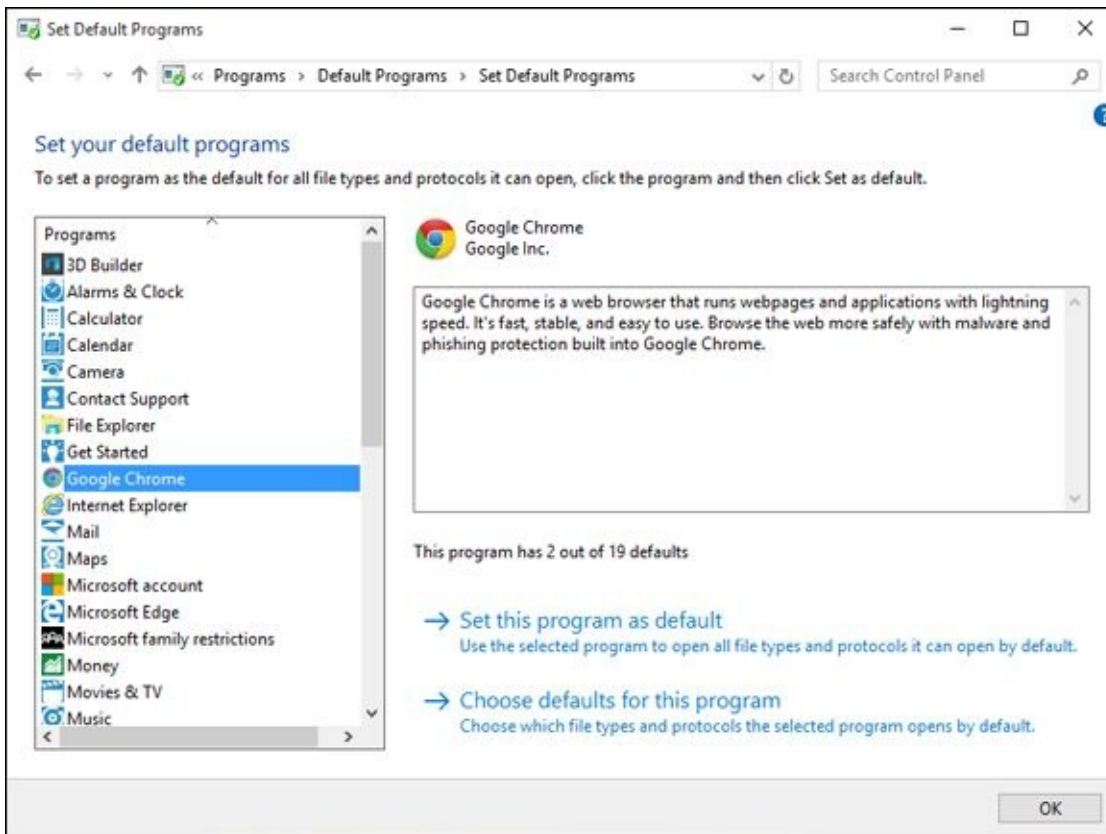 Set Default Programs
« Programs > Default Programs > Set Default Programs
Search Control Panel
?
Set your default programs
To set a program as the default for all file types and protocols it can open, click the program and then click Set as default.
Programs
3D Builder
Alarms & Clock
Calculator
Calendar
Camera
Contact Support
File Explorer
Get Started
Google Chrome
Internet Explorer
Mail
Maps
Microsoft account
Microsoft Edge
Microsoft family restrictions
Money
Movies & TV
Music
Google Chrome
Google Inc.
Google Chrome is a web browser that runs webpages and applications with lightning
speed. It's fast, stable, and easy to use. Browse the web more safely with malware and
phishing protection built into Google Chrome.
This program has 2 out of 19 defaults
Set this program as default
Use the selected program to open all file types and protocols it can open by default.
Choose defaults for this program
Choose which file types and protocols the selected program opens by default.
OK